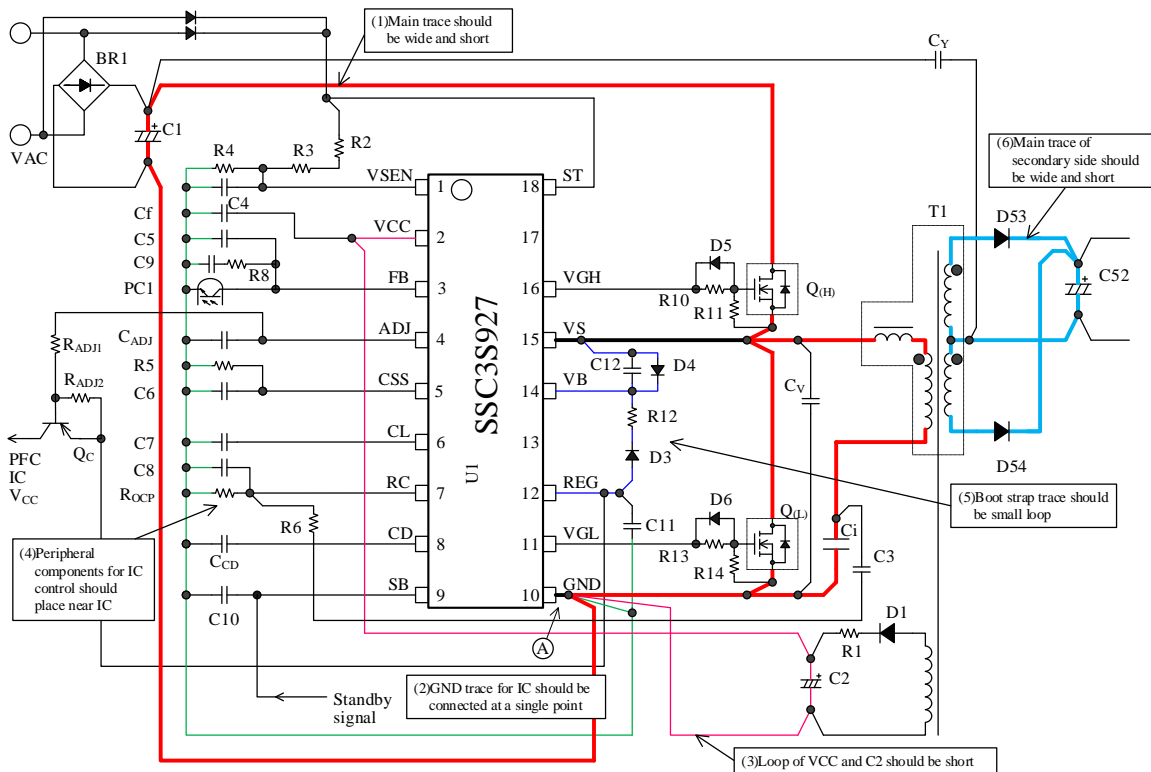 (1)Main trace should
be wide and short
BR1
C1
VAC
R2
R4
R3
C4
Cf
C5
C9
R8
PC1
CADJ
RADJ1
RADJ2
R5
C6
QC
PFC
IC
VCC
C7
C8
ROCP
R6
CCD
C10
(4)Peripheral
components for IC
control should
place near IC
Standby
signal
VSEN
VCC
FB
ADJ
CSS
CL
RC
CD
SB
1
2
3
4
5
6
7
8
9
SSC3S927
U1
18
17
16
15
14
13
12
11
10
ST
VGH
VS
VB
REG
VGL
GND
A
(2)GND trace for IC should be
connected at a single point
D5
R10
R11
Q(H)
C12
D4
R12
D3
C11
CV
D6
R13
R14
Q(L)
Ci
C3
D1
R1
C2
(3)Loop of VCC and C2 should be short
(5)Boot strap trace should
be small loop
CY
T1
D53
D54
C52
(6)Main trace of
secondary side should
be wide and short